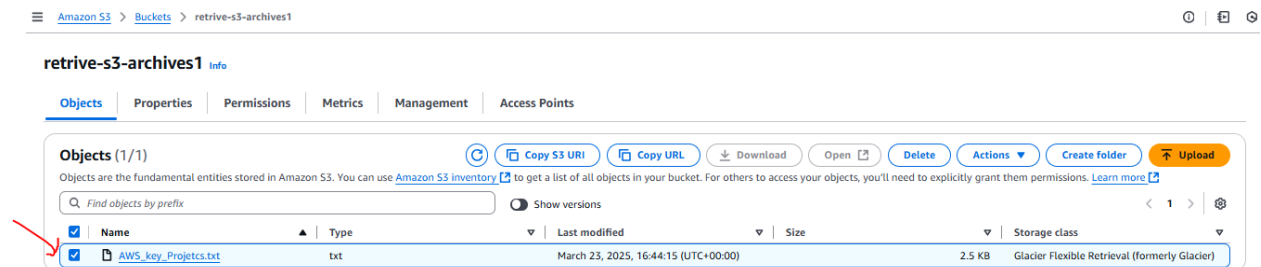 Amazon S3 > Buckets > retrive-s3-archives1
retrive-s3-archives1 Info
Objects Properties Permissions Metrics Management Access Points
Objects (1/1) Copy S3 URI Copy URL Download Open Delete Actions ▼ Create folder Upload
Objects are the fundamental entities stored in Amazon S3. You can use Amazon S3 inventory to get a list of all objects in your bucket. For others to access your objects, you'll need to explicitly grant them permissions. Learn more
Find objects by prefix Show versions < 1 >
Name Type Last modified Size Storage class
AWS_key_Projetcs.txt txt March 23, 2025, 16:44:15 (UTC+00:00) 2.5 KB Glacier Flexible Retrieval (formerly Glacier)